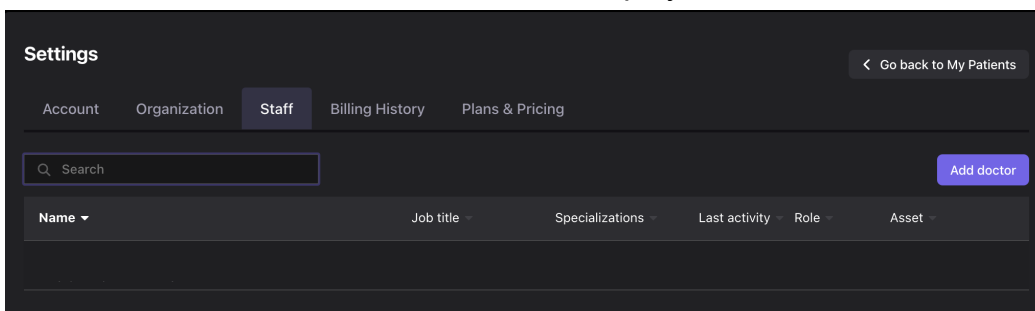 Settings
Go back to My Patients
Account Organization Staff Billing History Plans & Pricing
Search
Add doctor
Name Job title Specializations Last activity Role Asset